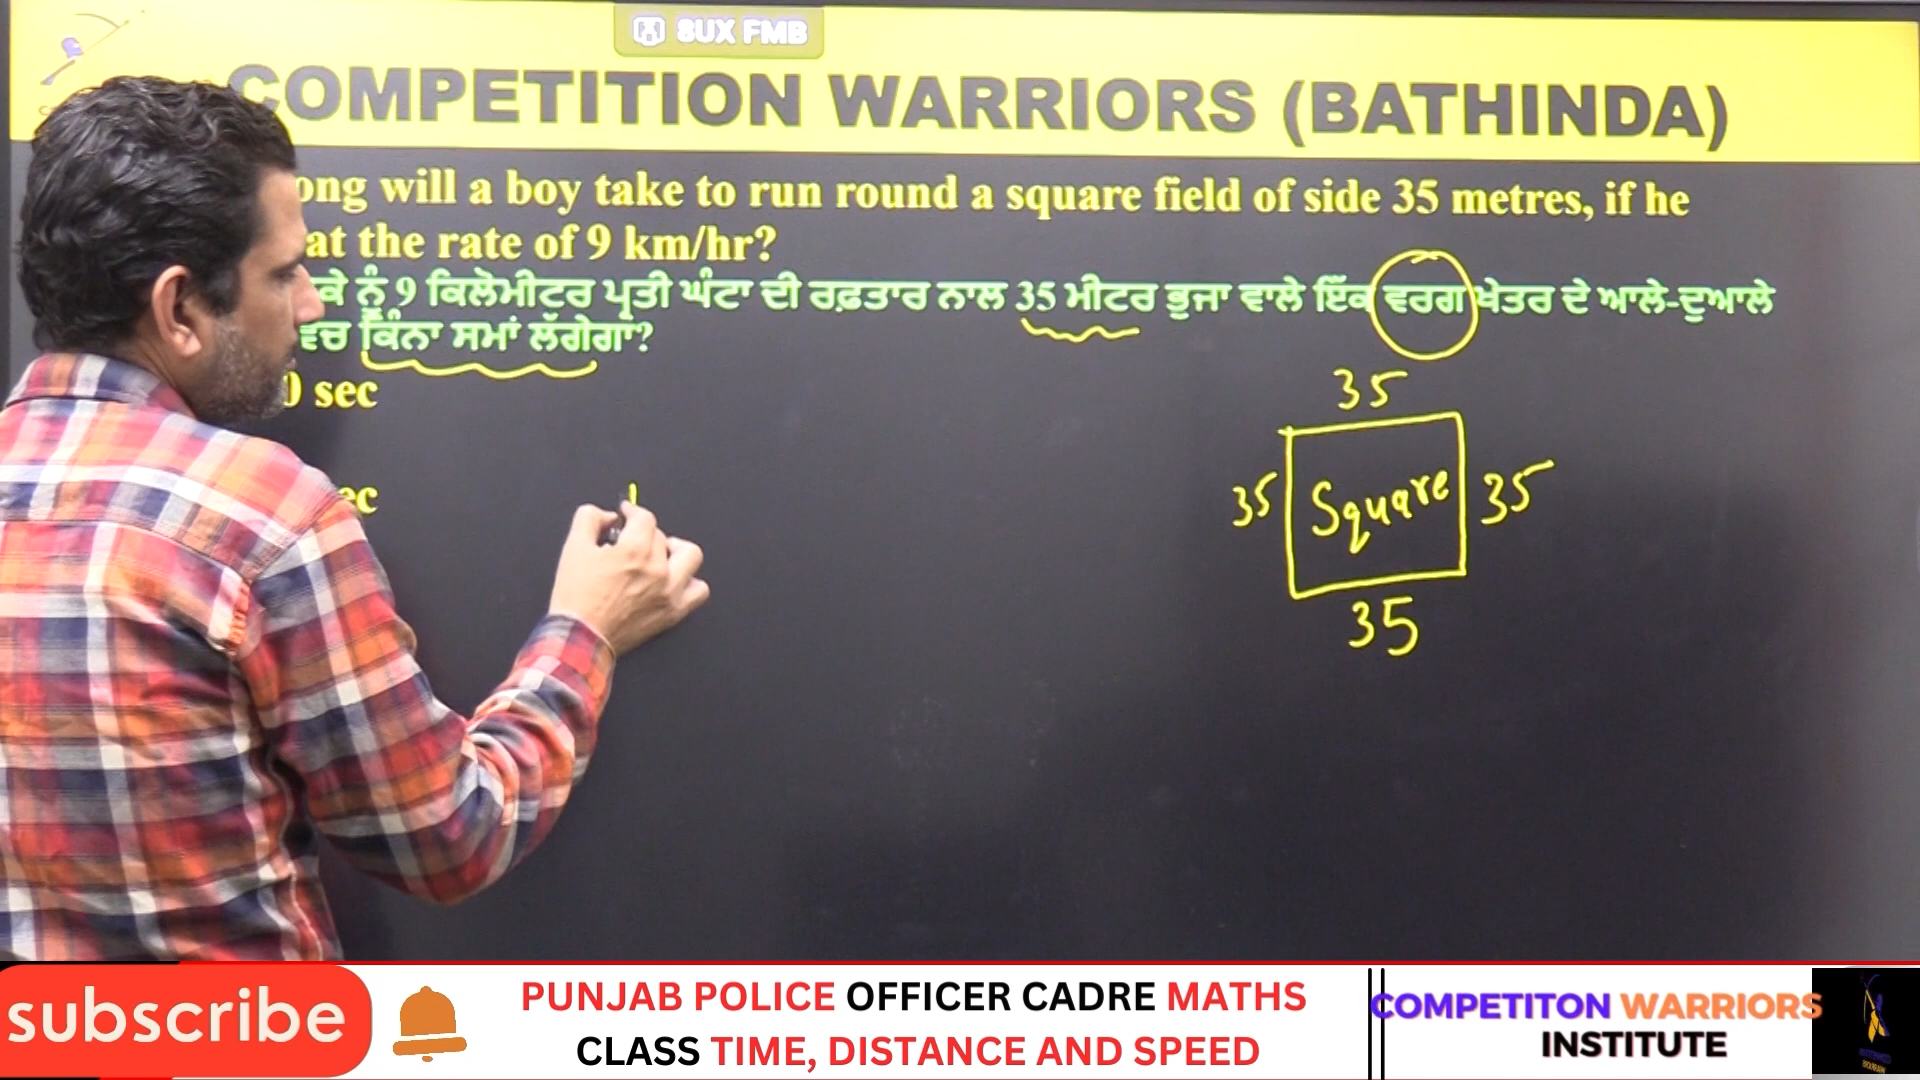 8UX FMB
COMPETITION WARRIORS (BATHINDA)
ong will a boy take to run round a square field of side 35 metres, if he
at the rate of 9 km/hr?
ਕੇ ਨੂੰ 9 ਕਿਲੋਮੀਟਰ ਪ੍ਰਤੀ ਘੰਟਾ ਦੀ ਰਫ਼ਤਾਰ ਨਾਲ 35 ਮੀਟਰ ਭੁਜਾ ਵਾਲੇ ਇੱਕ ਵਰਗ ਖੇਤਰ ਦੇ ਆਲੇ-ਦੁਆਲੇ
ਵਿਚ ਕਿੰਨਾ ਸਮਾਂ ਲੱਗੇਗਾ?
0 sec
ec
35
35 Square 35
35
subscribe
PUNJAB POLICE OFFICER CADRE MATHS
CLASS TIME, DISTANCE AND SPEED
COMPETITON WARRIORS
INSTITUTE